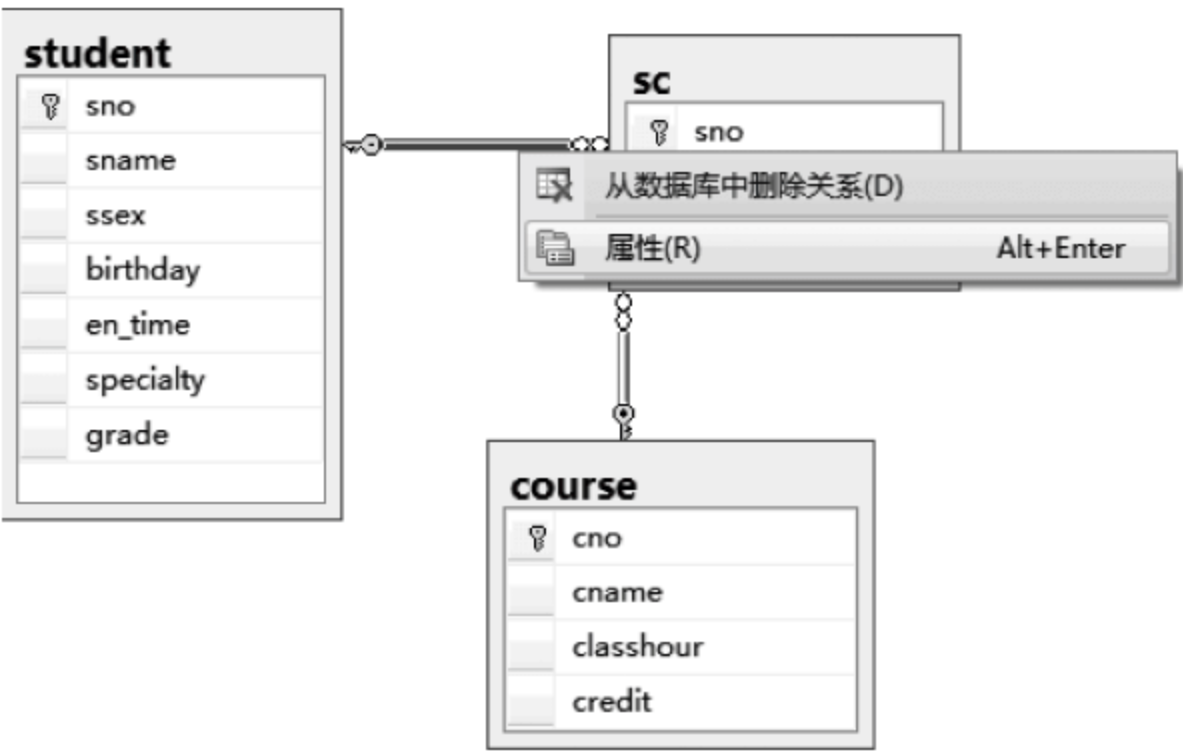 student
sno
sname
ssex
birthday
en_time
specialty
grade
sc
sno
从数据库中删除关系(D)
属性(R) Alt+Enter
course
cno
cname
classhour
credit